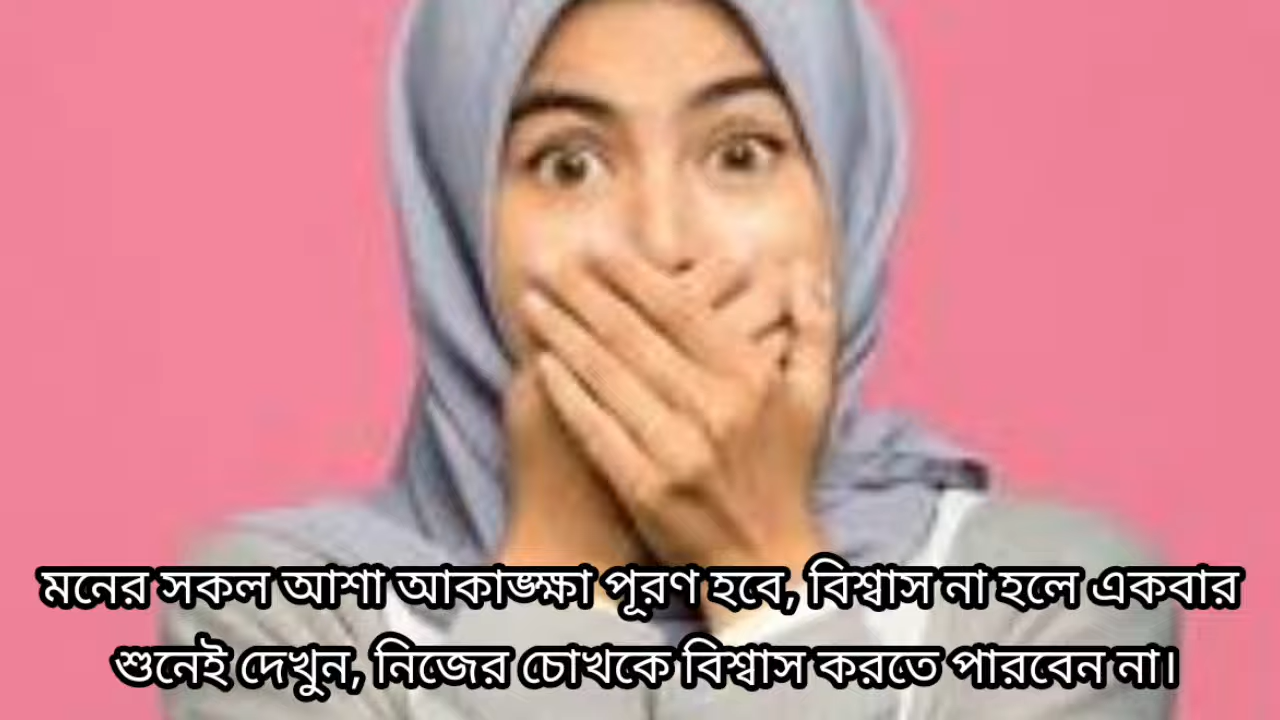 মনের সকল আশা আকাঙ্ক্ষা পূরণ হবে, বিশ্বাস না হলে একবার
শুনেই দেখুন, নিজের চোখকে বিশ্বাস করতে পারবেন না।